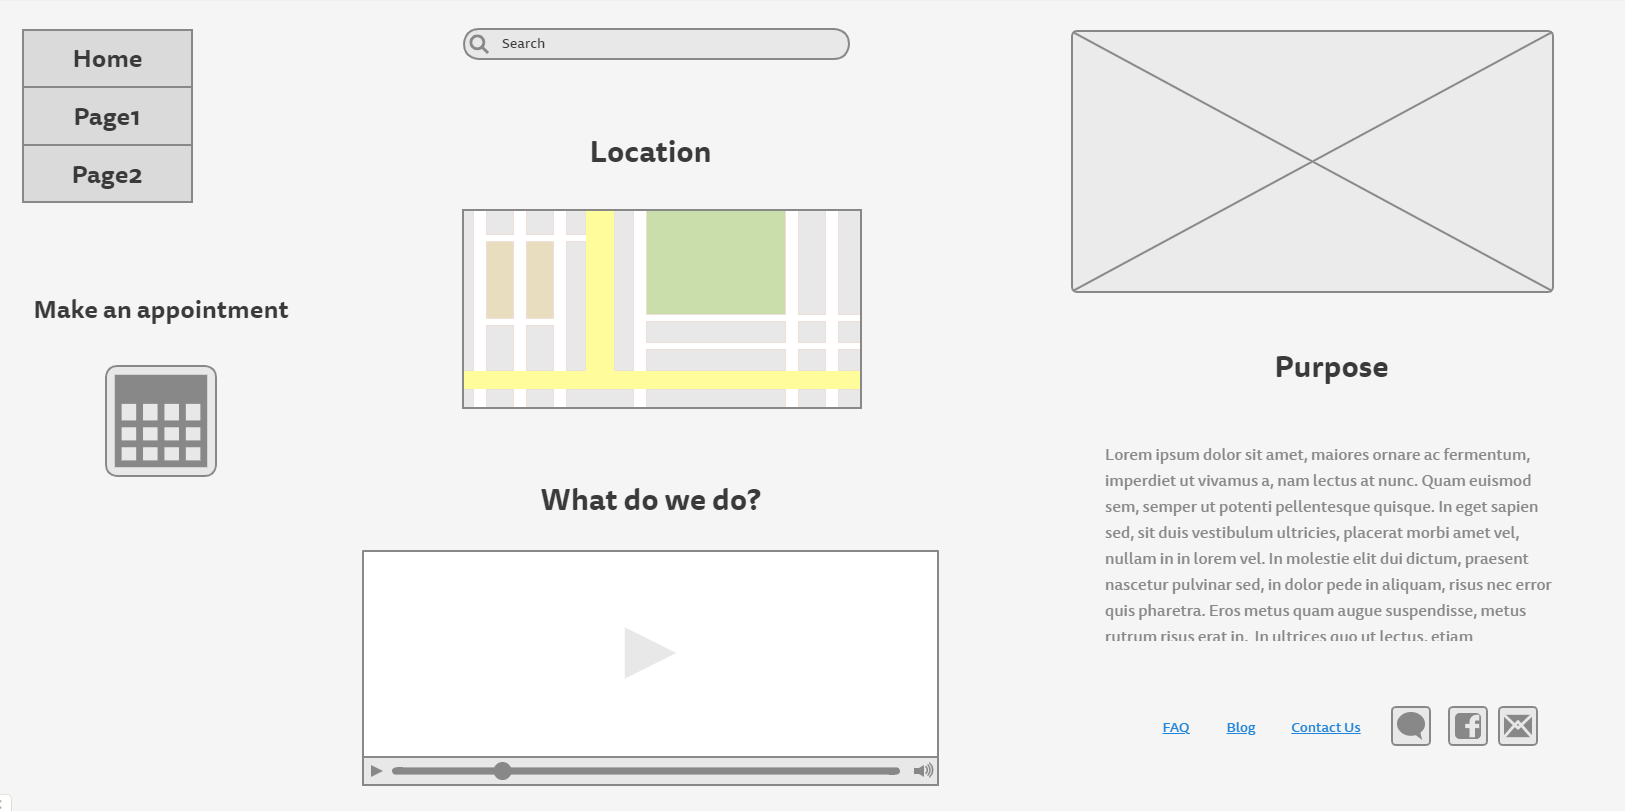 Home
Page1
Page2
Make an appointment
Search
Location
What do we do?
Purpose
Lorem ipsum dolor sit amet, maiores ornare ac fermentum,
imperdiet ut vivamus a, nam lectus at nunc. Quam euismod
sem, semper ut potenti pellentesque quisque. In eget sapien
sed, sit duis vestibulum ultricies, placerat morbi amet vel,
nullam in in lorem vel. In molestie elit dui dictum, praesent
nascetur pulvinar sed, in dolor pede in aliquam, risus nec error
quis pharetra. Eros metus quam augue suspendisse, metus
rutrum risus erat in. In ultrices quo ut lectus, etiam
FAQ Blog Contact Us